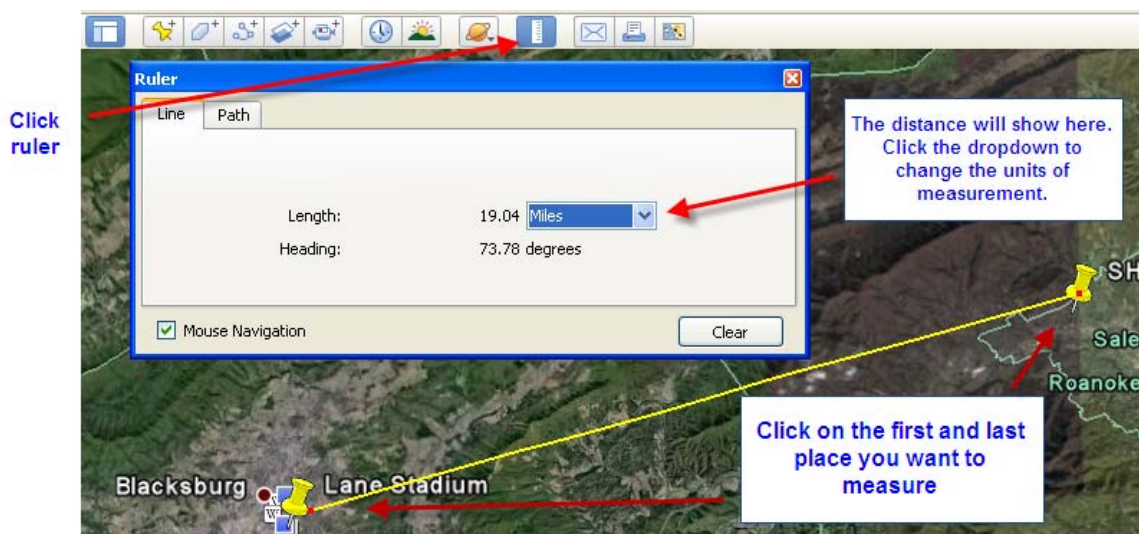 Click
ruler
Ruler
Line Path
Length: 19.04 Miles
Heading: 73.78 degrees
Mouse Navigation Clear
The distance will show here.
Click the dropdown to
change the units of
measurement.
SH
Sale
Roanoke
Click on the first and last
place you want to
measure
Blacksburg
Lane Stadium